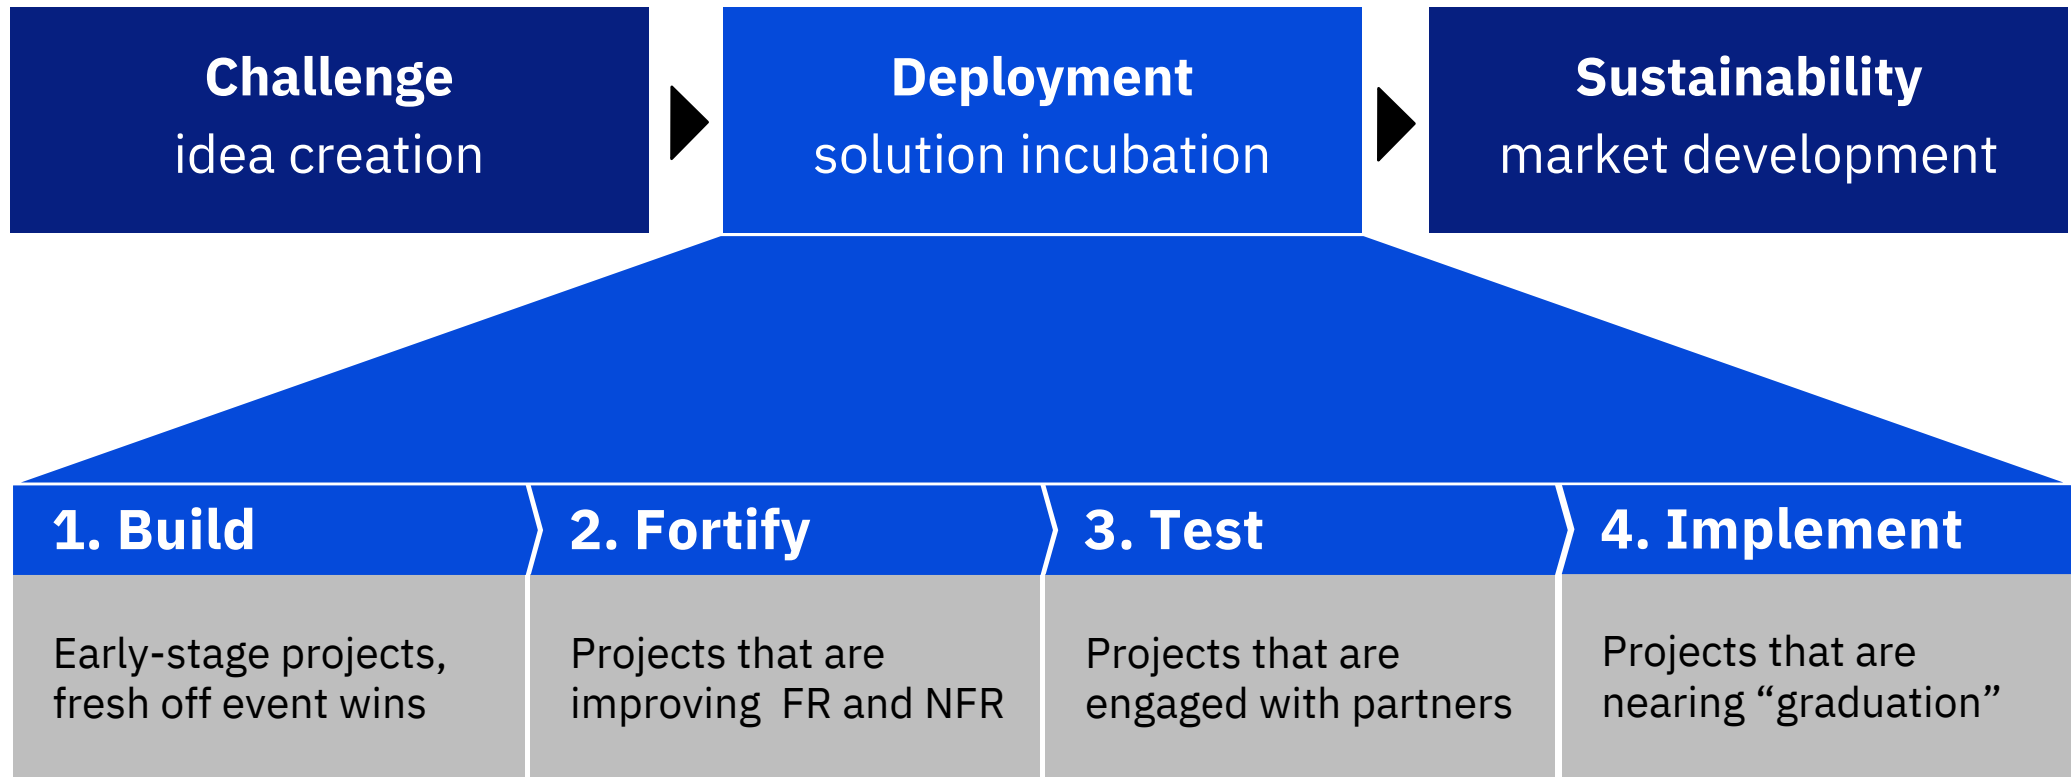 Challenge
idea creation
Deployment
solution incubation
Sustainability
market development
1. Build
Early-stage projects,
fresh off event wins
2. Fortify
Projects that are
improving  FR and NFR
3. Test
Projects that are
engaged with partners
4. Implement
Projects that are
nearing “graduation”